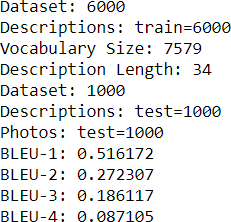 Dataset: 6000
Descriptions: train=6000
Vocabulary Size: 7579
Description Length: 34
Dataset: 1000
Descriptions: test=1000
Photos: test=1000
BLEU-1: 0.516172
BLEU-2: 0.272307
BLEU-3: 0.186117
BLEU-4: 0.087105